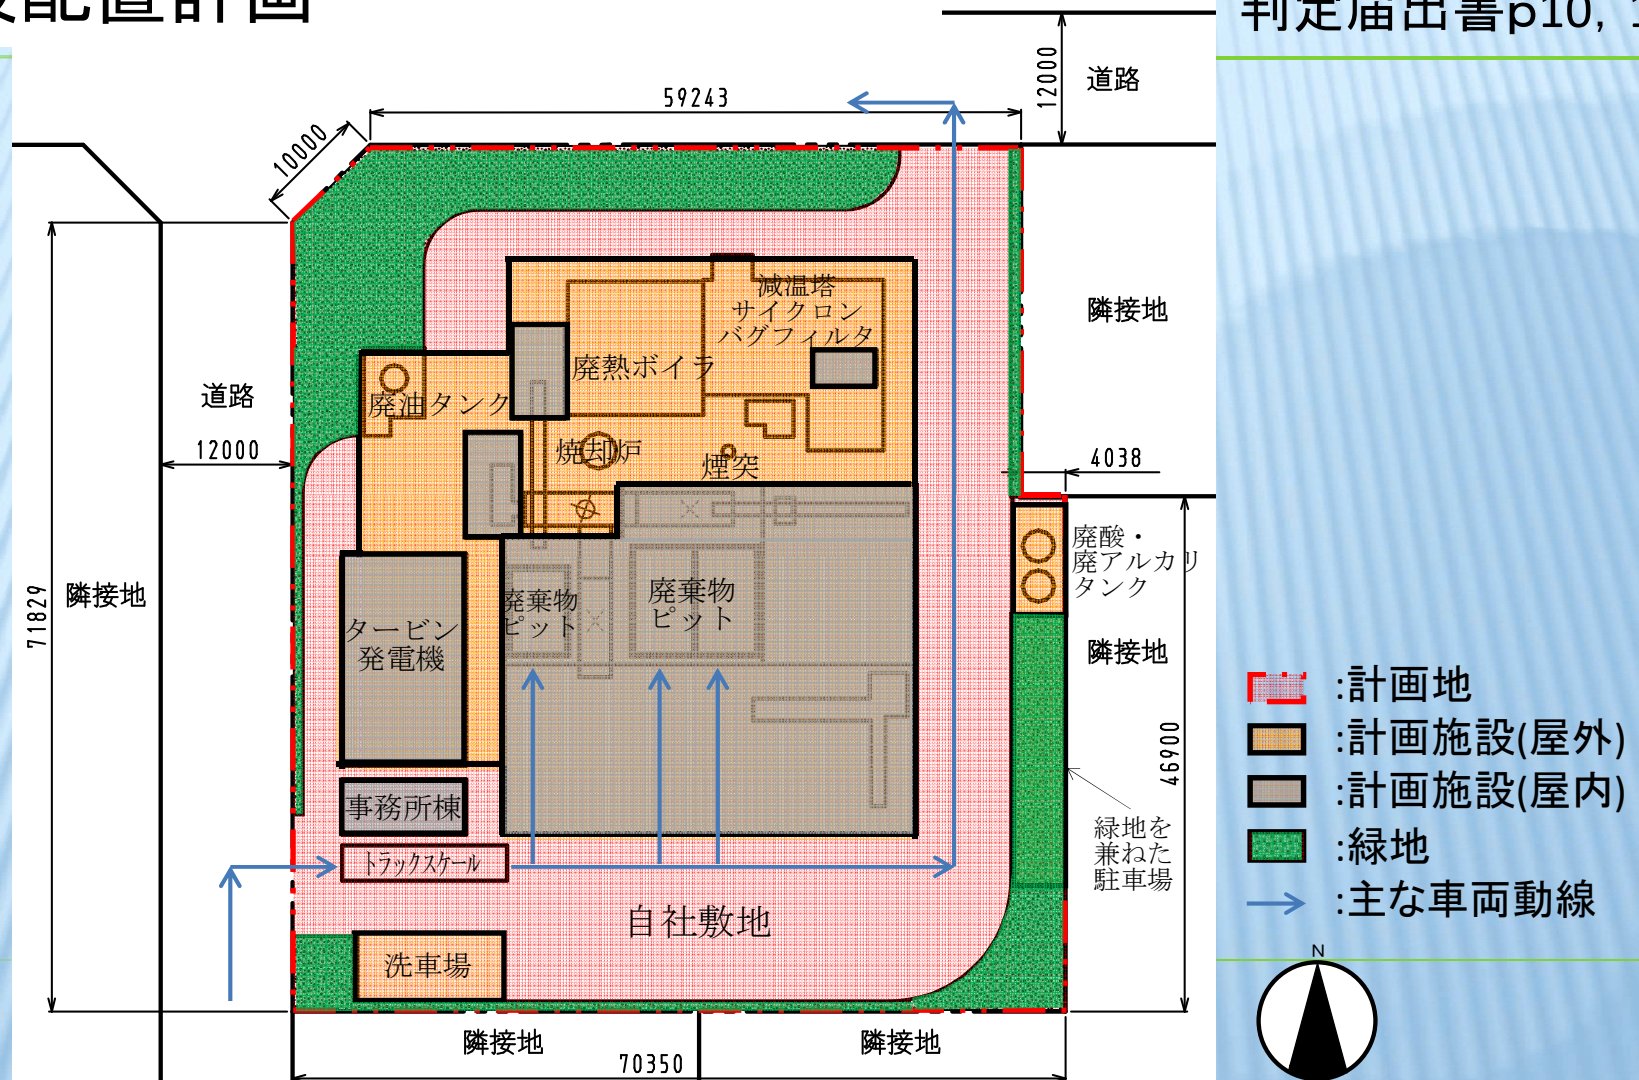 配置計画
判定届出書p10,
12000
道路
59243
10000
隣接地
減温塔
サイクロン
バグフィルタ
廃熱ボイラ
道路
廃油タンク
12000
焼却炉
煙突
4038
廃酸・
廃アルカリ
タンク
71829
隣接地
廃棄物
ピット
廃棄物
ピット
タービン
発電機
隣接地
46900
事務所棟
トラックスケール
緑地を
兼ねた
駐車場
自社敷地
洗車場
隣接地
隣接地
70350
:計画地
:計画施設(屋外)
:計画施設(屋内)
:緑地
:主な車両動線
N